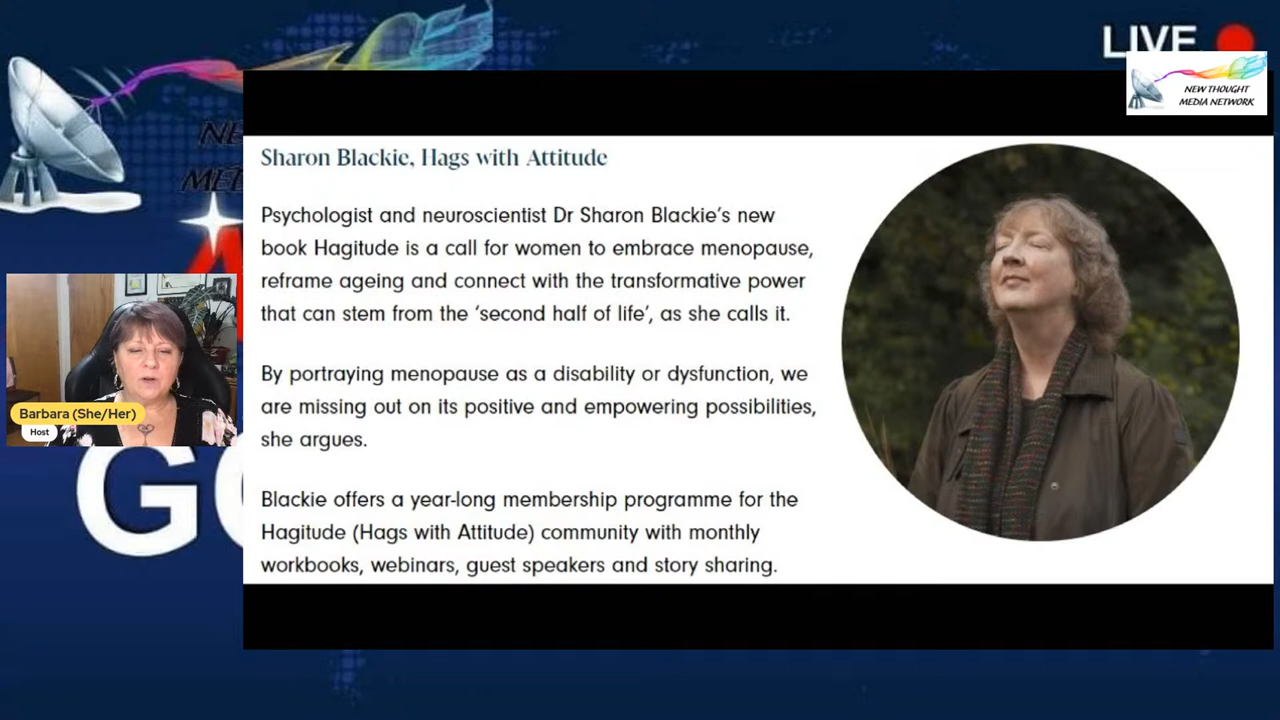 LIVE
NEW THOUGHT
MEDIA NETWORK
Sharon Blackie, Hags with Attitude
Psychologist and neuroscientist Dr Sharon Blackie's new
book Hagitude is a call for women to embrace menopause,
reframe ageing and connect with the transformative power
that can stem from the 'second half of life', as she calls it.
By portraying menopause as a disability or dysfunction, we
are missing out on its positive and empowering possibilities,
she argues.
Blackie offers a year-long membership programme for the
Hagitude (Hags with Attitude) community with monthly
workbooks, webinars, guest speakers and story sharing.
Barbara (She/Her)
Host